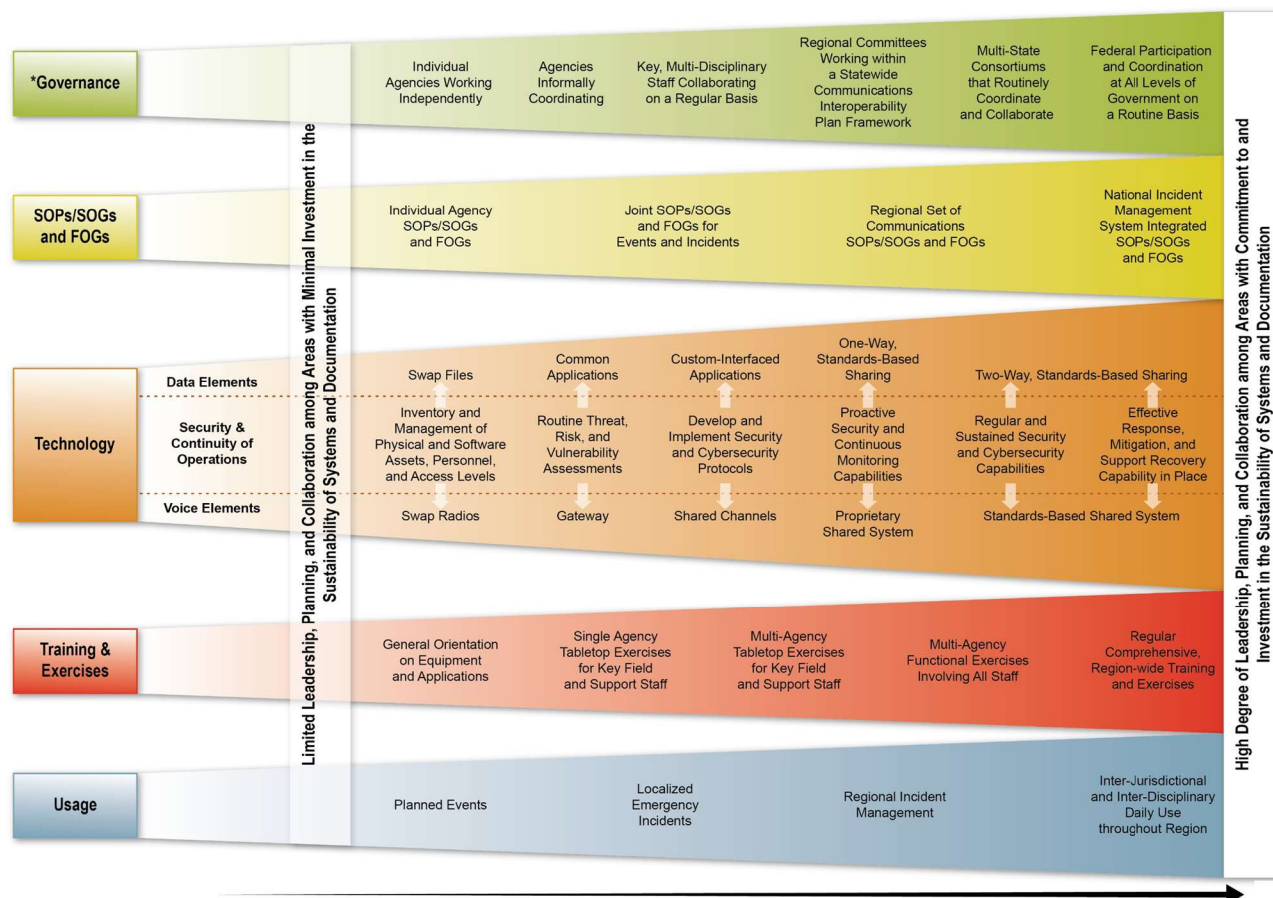 *Governance
Individual
Agencies Working
Independently
Agencies
Informally
Coordinating
Key, Multi-Disciplinary
Staff Collaborating
on a Regular Basis
Regional Committees
Working within
a Statewide
Communications
Interoperability
Plan Framework
Multi-State
Consortiums
that Routinely
Coordinate
and Collaborate
Federal Participation
and Coordination
at All Levels of
Government on
a Routine Basis
SOPs/SOGs
and FOGs
Individual Agency
SOPs/SOGs
and FOGs
Joint SOPs/SOGs
and FOGs for
Events and Incidents
Regional Set of
Communications
SOPs/SOGs and FOGs
National Incident
Management
System Integrated
SOPs/SOGs
and FOGs
Technology
Data Elements
Swap Files
Common
Applications
Custom-Interfaced
Applications
One-Way,
Standards-Based
Sharing
Two-Way, Standards-Based Sharing
Security &
Continuity of
Operations
Inventory and
Management of
Physical and Software
Assets, Personnel,
and Access Levels
Routine Threat,
Risk, and
Vulnerability
Assessments
Develop and
Implement Security
and Cybersecurity
Protocols
Proactive
Security and
Continuous
Monitoring
Capabilities
Regular and
Sustained Security
and Cybersecurity
Capabilities
Effective
Response,
Mitigation, and
Support Recovery
Capability in Place
Voice Elements
Swap Radios
Gateway
Shared Channels
Proprietary
Shared System
Standards-Based Shared System
Training &
Exercises
General Orientation
on Equipment
and Applications
Single Agency
Tabletop Exercises
for Key Field
and Support Staff
Multi-Agency
Tabletop Exercises
for Key Field
and Support Staff
Multi-Agency
Functional Exercises
Involving All Staff
Regular
Comprehensive,
Region-wide Training
and Exercises
Usage
Planned Events
Localized
Emergency
Incidents
Regional Incident
Management
Inter-Jurisdictional
and Inter-Disciplinary
Daily Use
throughout Region
Limited Leadership, Planning, and Collaboration among Areas with Minimal Investment in the
Sustainability of Systems and Documentation
High Degree of Leadership, Planning, and Collaboration among Areas with Commitment to and
Investment in the Sustainability of Systems and Documentation